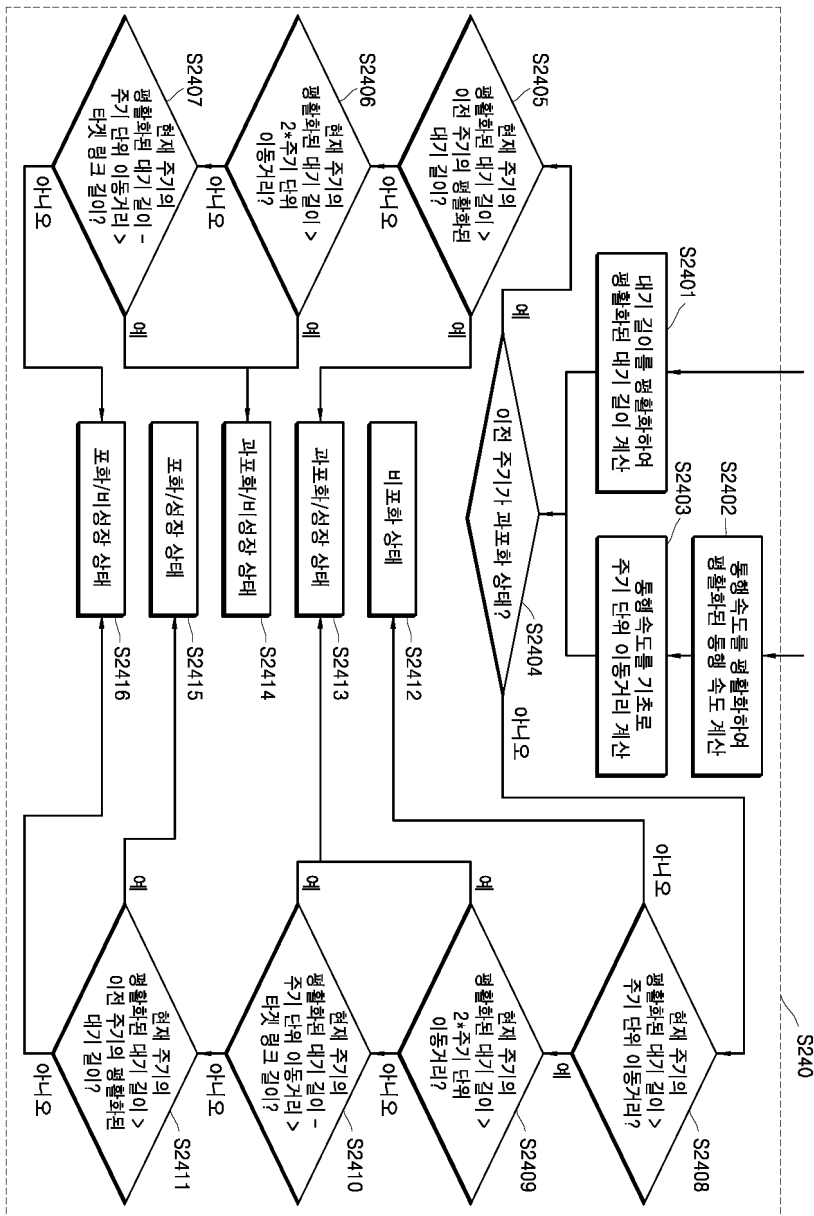 S240
S2401
대기 길이를 평활화하여
평활화된 대기 길이 계산
S2402
통행속도를 평활화하여
평활화된 통행 속도 계산
S2403
통행속도를 기초로
주기 단위 이동거리 계산
이전 주기가 과포화 상태?
S2404
예
아니오
S2405
현재 주기의
평활화된 대기 길이 >
이전 주기의 평활화된
대기 길이?
예
아니오
S2406
현재 주기의
평활화된 대기 길이 >
2*주기 단위
이동거리?
예
아니오
S2407
현재 주기의
평활화된 대기 길이 -
주기 단위 이동거리 >
타겟 링크 길이?
예
아니오
현재 주기의
평활화된 대기 길이 >
주기 단위 이동거리?
S2408
아니오
예
현재 주기의
평활화된 대기 길이 >
2*주기 단위
이동거리?
S2409
예
아니오
현재 주기의
평활화된 대기 길이 -
주기 단위 이동거리 >
타겟 링크 길이?
S2410
예
아니오
현재 주기의
평활화된 대기 길이 >
이전 주기의 평활화된
대기 길이?
S2411
예
아니오
비포화 상태
S2412
과포화/성장 상태
S2413
과포화/비성장 상태
S2414
포화/성장 상태
S2415
포화/비성장 상태
S2416